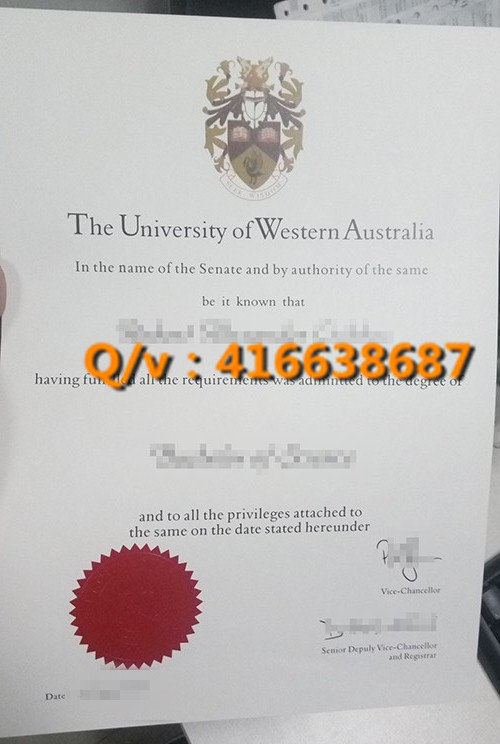 SEEK WISDOM
The University of Western Australia
In the name of the Senate and by authority of the same
be it known that
Q/v：416638687
having all the requirements was admitted to the degree of
and to all the privileges attached to
the same on the date stated hereunder
Vice-Chancellor
Senior Deputy Vice-Chancellor
and Registrar
Date